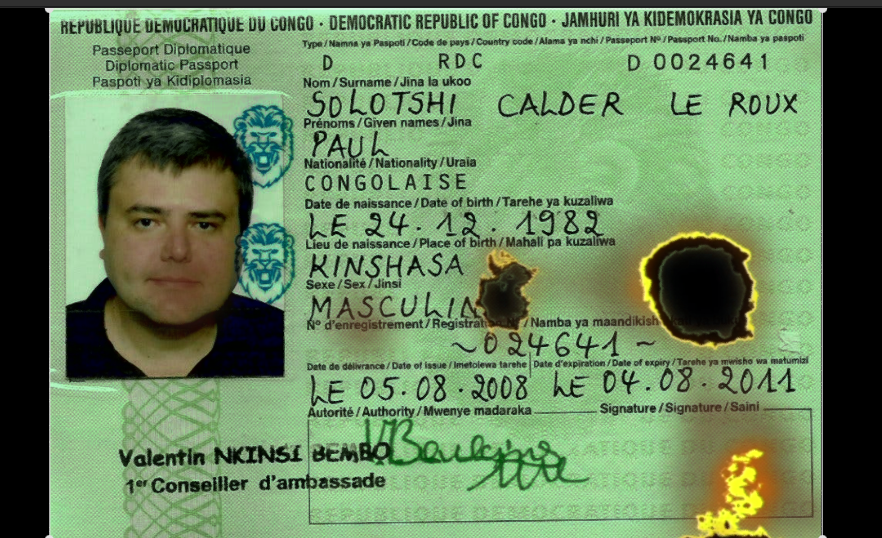 RÉPUBLIQUE DÉMOCRATIQUE DU CONGO · DEMOCRATIC REPUBLIC OF CONGO · JAMHURI YA KIDEMOKRASIA YA CONGO
Passeport Diplomatique
Diplomatic Passport
Paspoti ya Kidiplomasia
Type / Namna ya Paspoti / Code de pays / Country code / Alama ya nchi / Passeport Nº / Passport No. / Namba ya paspoti
D RDC D 0024641
Nom / Surname / Jina la ukoo
SOLOTSHI CALDER LE ROUX
Prénoms / Given names / Jina
PAUL
Nationalité / Nationality / Uraia
CONGOLAISE
Date de naissance / Date of birth / Tarehe ya kuzaliwa
LE 24.12.1982
Lieu de naissance / Place of birth / Mahali pa kuzaliwa
KINSHASA
Sexe / Sex / Jinsi
MASCULIN
Nº d'enregistrement / Registration / Namba ya
~024641~
Date de délivrance / Date of issue / Imetolewa tarehe Date d'expiration / Date of expiry / Tarehe ya mwisho wa matumizi
LE 05.08.2008 LE 04.08.2011
Autorité / Authority / Mwenye madaraka Signature / Signature / Saini
Valentin NKINSI BEMBO
1er Conseiller d'ambassade